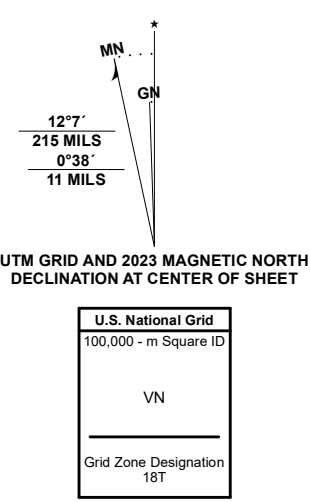 ★
MN
GN
12°7´
215 MILS
0°38´
11 MILS
UTM GRID AND 2023 MAGNETIC NORTH
DECLINATION AT CENTER OF SHEET
U.S. National Grid
100,000 - m Square ID
VN
Grid Zone Designation
18T